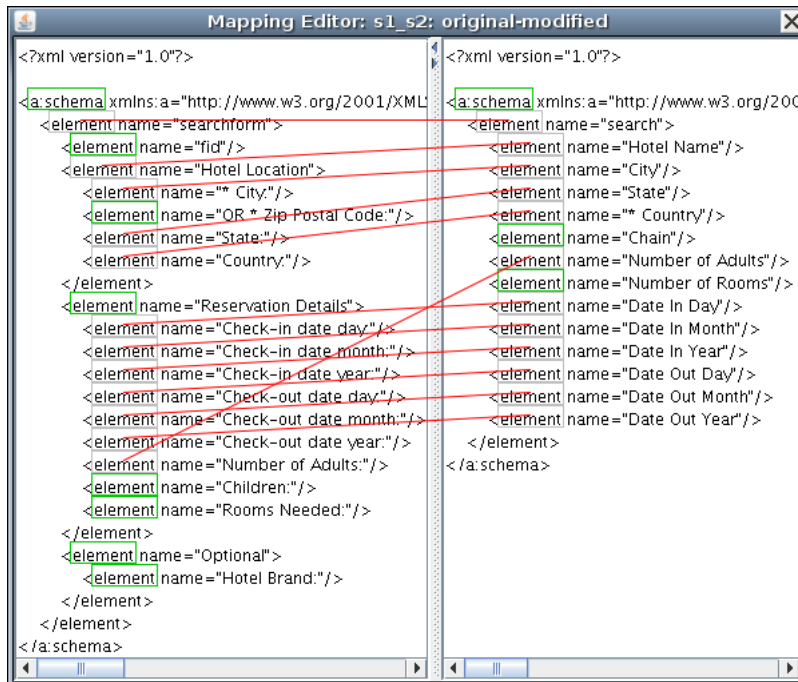 Mapping Editor: s1_s2: original-modified
<?xml version="1.0"?>
<a:schema xmlns:a="http://www.w3.org/2001/XML
<element name="searchform">
<element name="fid"/>
<element name="Hotel Location">
<element name="* City:"/>
<element name="OR * Zip Postal Code:"/>
<element name="State:"/>
<element name="Country:"/>
</element>
<element name="Reservation Details">
<element name="Check-in date day:"/>
<element name="Check-in date month:"/>
<element name="Check-in date year:"/>
<element name="Check-out date day:"/>
<element name="Check-out date month:"/>
<element name="Check-out date year:"/>
<element name="Number of Adults:"/>
<element name="Children:"/>
<element name="Rooms Needed:"/>
</element>
<element name="Optional">
<element name="Hotel Brand:"/>
</element>
</element>
</a:schema>
<?xml version="1.0"?>
<a:schema xmlns:a="http://www.w3.org/200
<element name="search">
<element name="Hotel Name"/>
<element name="City"/>
<element name="State"/>
<element name="* Country"/>
<element name="Chain"/>
<element name="Number of Adults"/>
<element name="Number of Rooms"/>
<element name="Date In Day"/>
<element name="Date In Month"/>
<element name="Date In Year"/>
<element name="Date Out Day"/>
<element name="Date Out Month"/>
<element name="Date Out Year"/>
</element>
</a:schema>